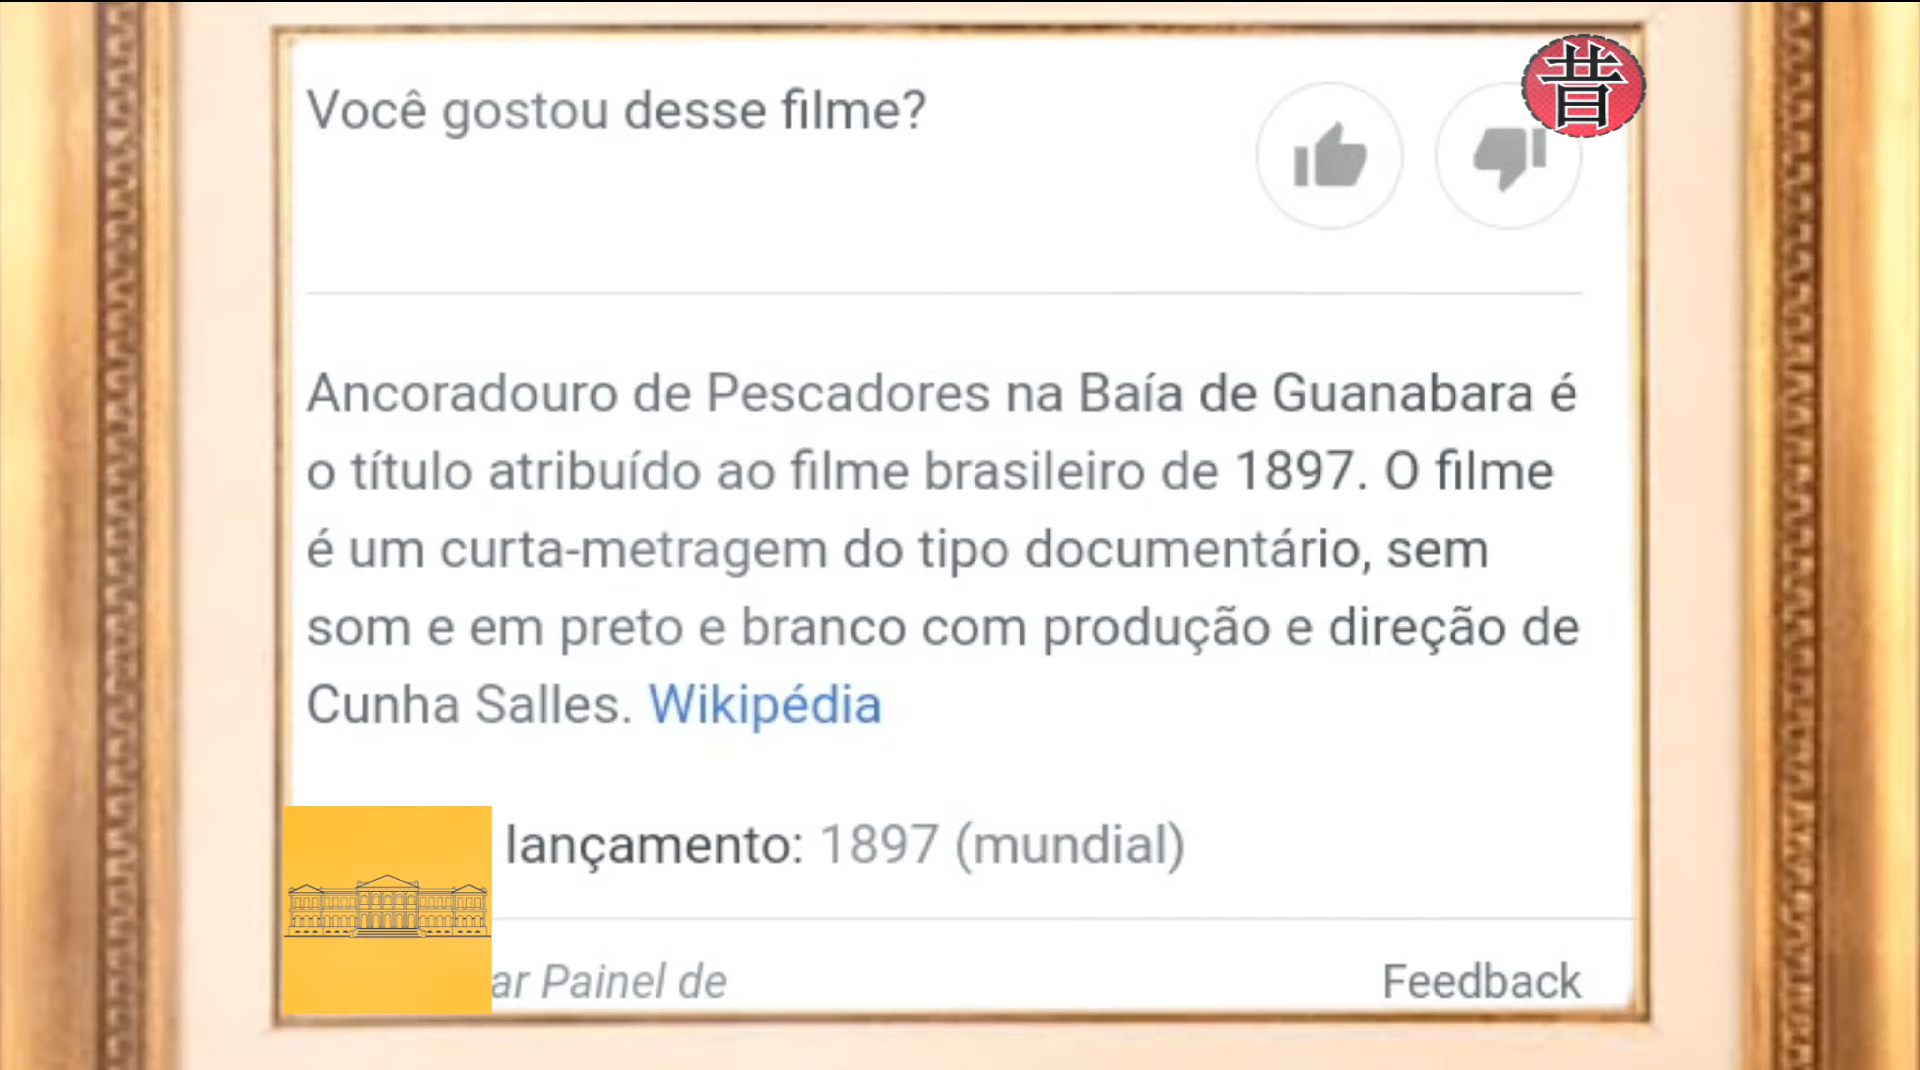 昔
Você gostou desse filme?
Ancoradouro de Pescadores na Baía de Guanabara é
o título atribuído ao filme brasileiro de 1897. O filme
é um curta-metragem do tipo documentário, sem
som e em preto e branco com produção e direção de
Cunha Salles. Wikipédia
lançamento: 1897 (mundial)
ar Painel de
Feedback